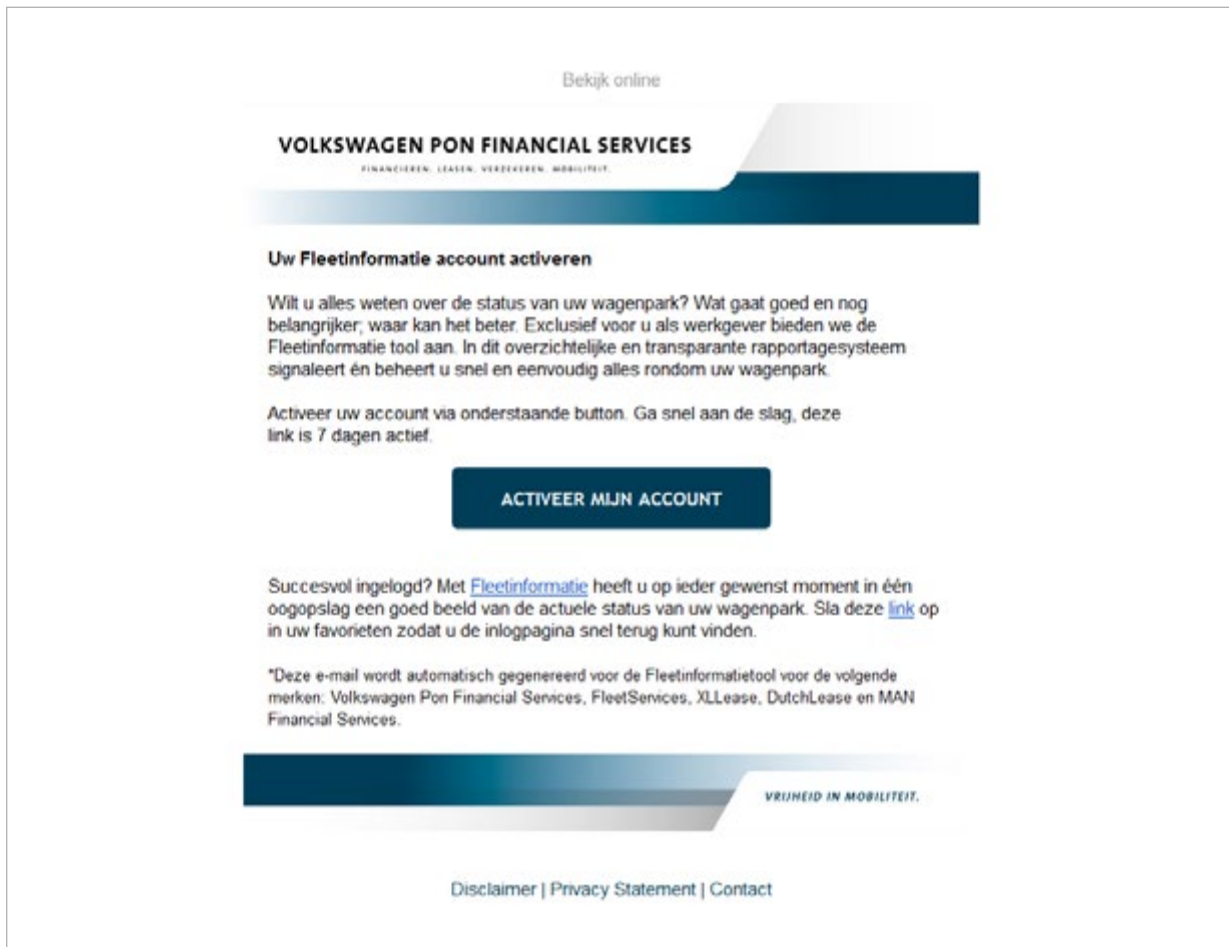 Bekijk online
VOLKSWAGEN PON FINANCIAL SERVICES
FINANCIEREN. LEASEN. VERZEKEREN. MOBILITEIT.
Uw Fleetinformatie account activeren
Wilt u alles weten over de status van uw wagenpark? Wat gaat goed en nog
belangrijker; waar kan het beter. Exclusief voor u als werkgever bieden we de
Fleetinformatie tool aan. In dit overzichtelijke en transparante rapportagesysteem
signaleert én beheert u snel en eenvoudig alles rondom uw wagenpark.
Activeer uw account via onderstaande button. Ga snel aan de slag, deze
link is 7 dagen actief.
ACTIVEER MIJN ACCOUNT
Succesvol ingelogd? Met Fleetinformatie heeft u op ieder gewenst moment in één
oogopslag een goed beeld van de actuele status van uw wagenpark. Sla deze link op
in uw favorieten zodat u de inlogpagina snel terug kunt vinden.
*Deze e-mail wordt automatisch gegenereerd voor de Fleetinformatietool voor de volgende
merken: Volkswagen Pon Financial Services, FleetServices, XLLease, DutchLease en MAN
Financial Services.
VRIJHEID IN MOBILITEIT.
Disclaimer | Privacy Statement | Contact